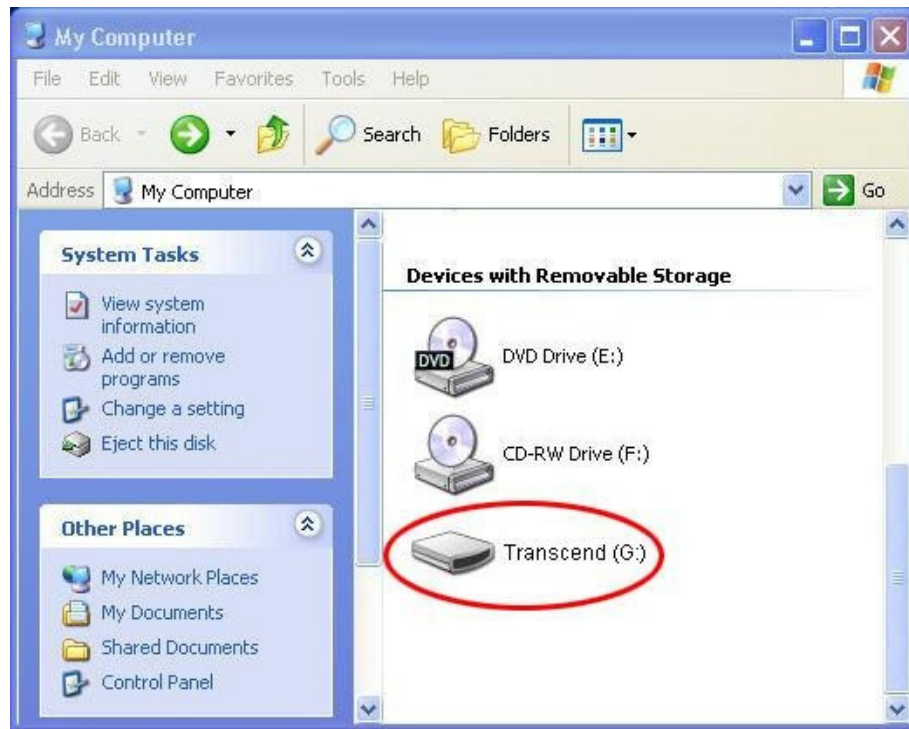 My Computer
File Edit View Favorites Tools Help
Back Search Folders
Address My Computer Go
System Tasks
View system
information
Add or remove
programs
Change a setting
Eject this disk
Other Places
My Network Places
My Documents
Shared Documents
Control Panel
Devices with Removable Storage
DVD
DVD Drive (E:)
CD-RW Drive (F:)
Transcend (G:)